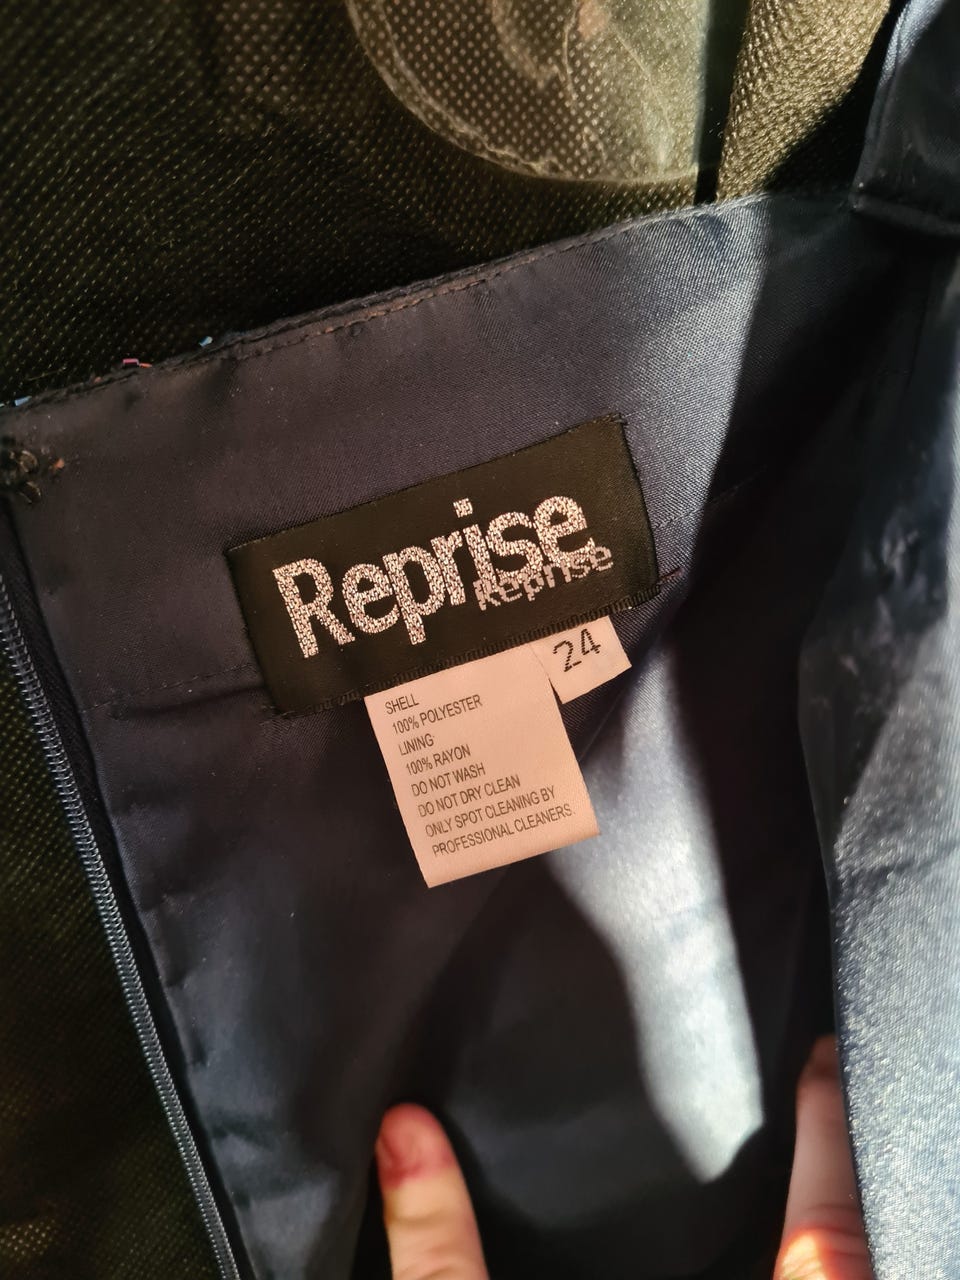 Reprise
Reprise
24
SHELL
100% POLYESTER
LINING
100% RAYON
DO NOT WASH
DO NOT DRY CLEAN
ONLY SPOT CLEANING BY
PROFESSIONAL CLEANERS.